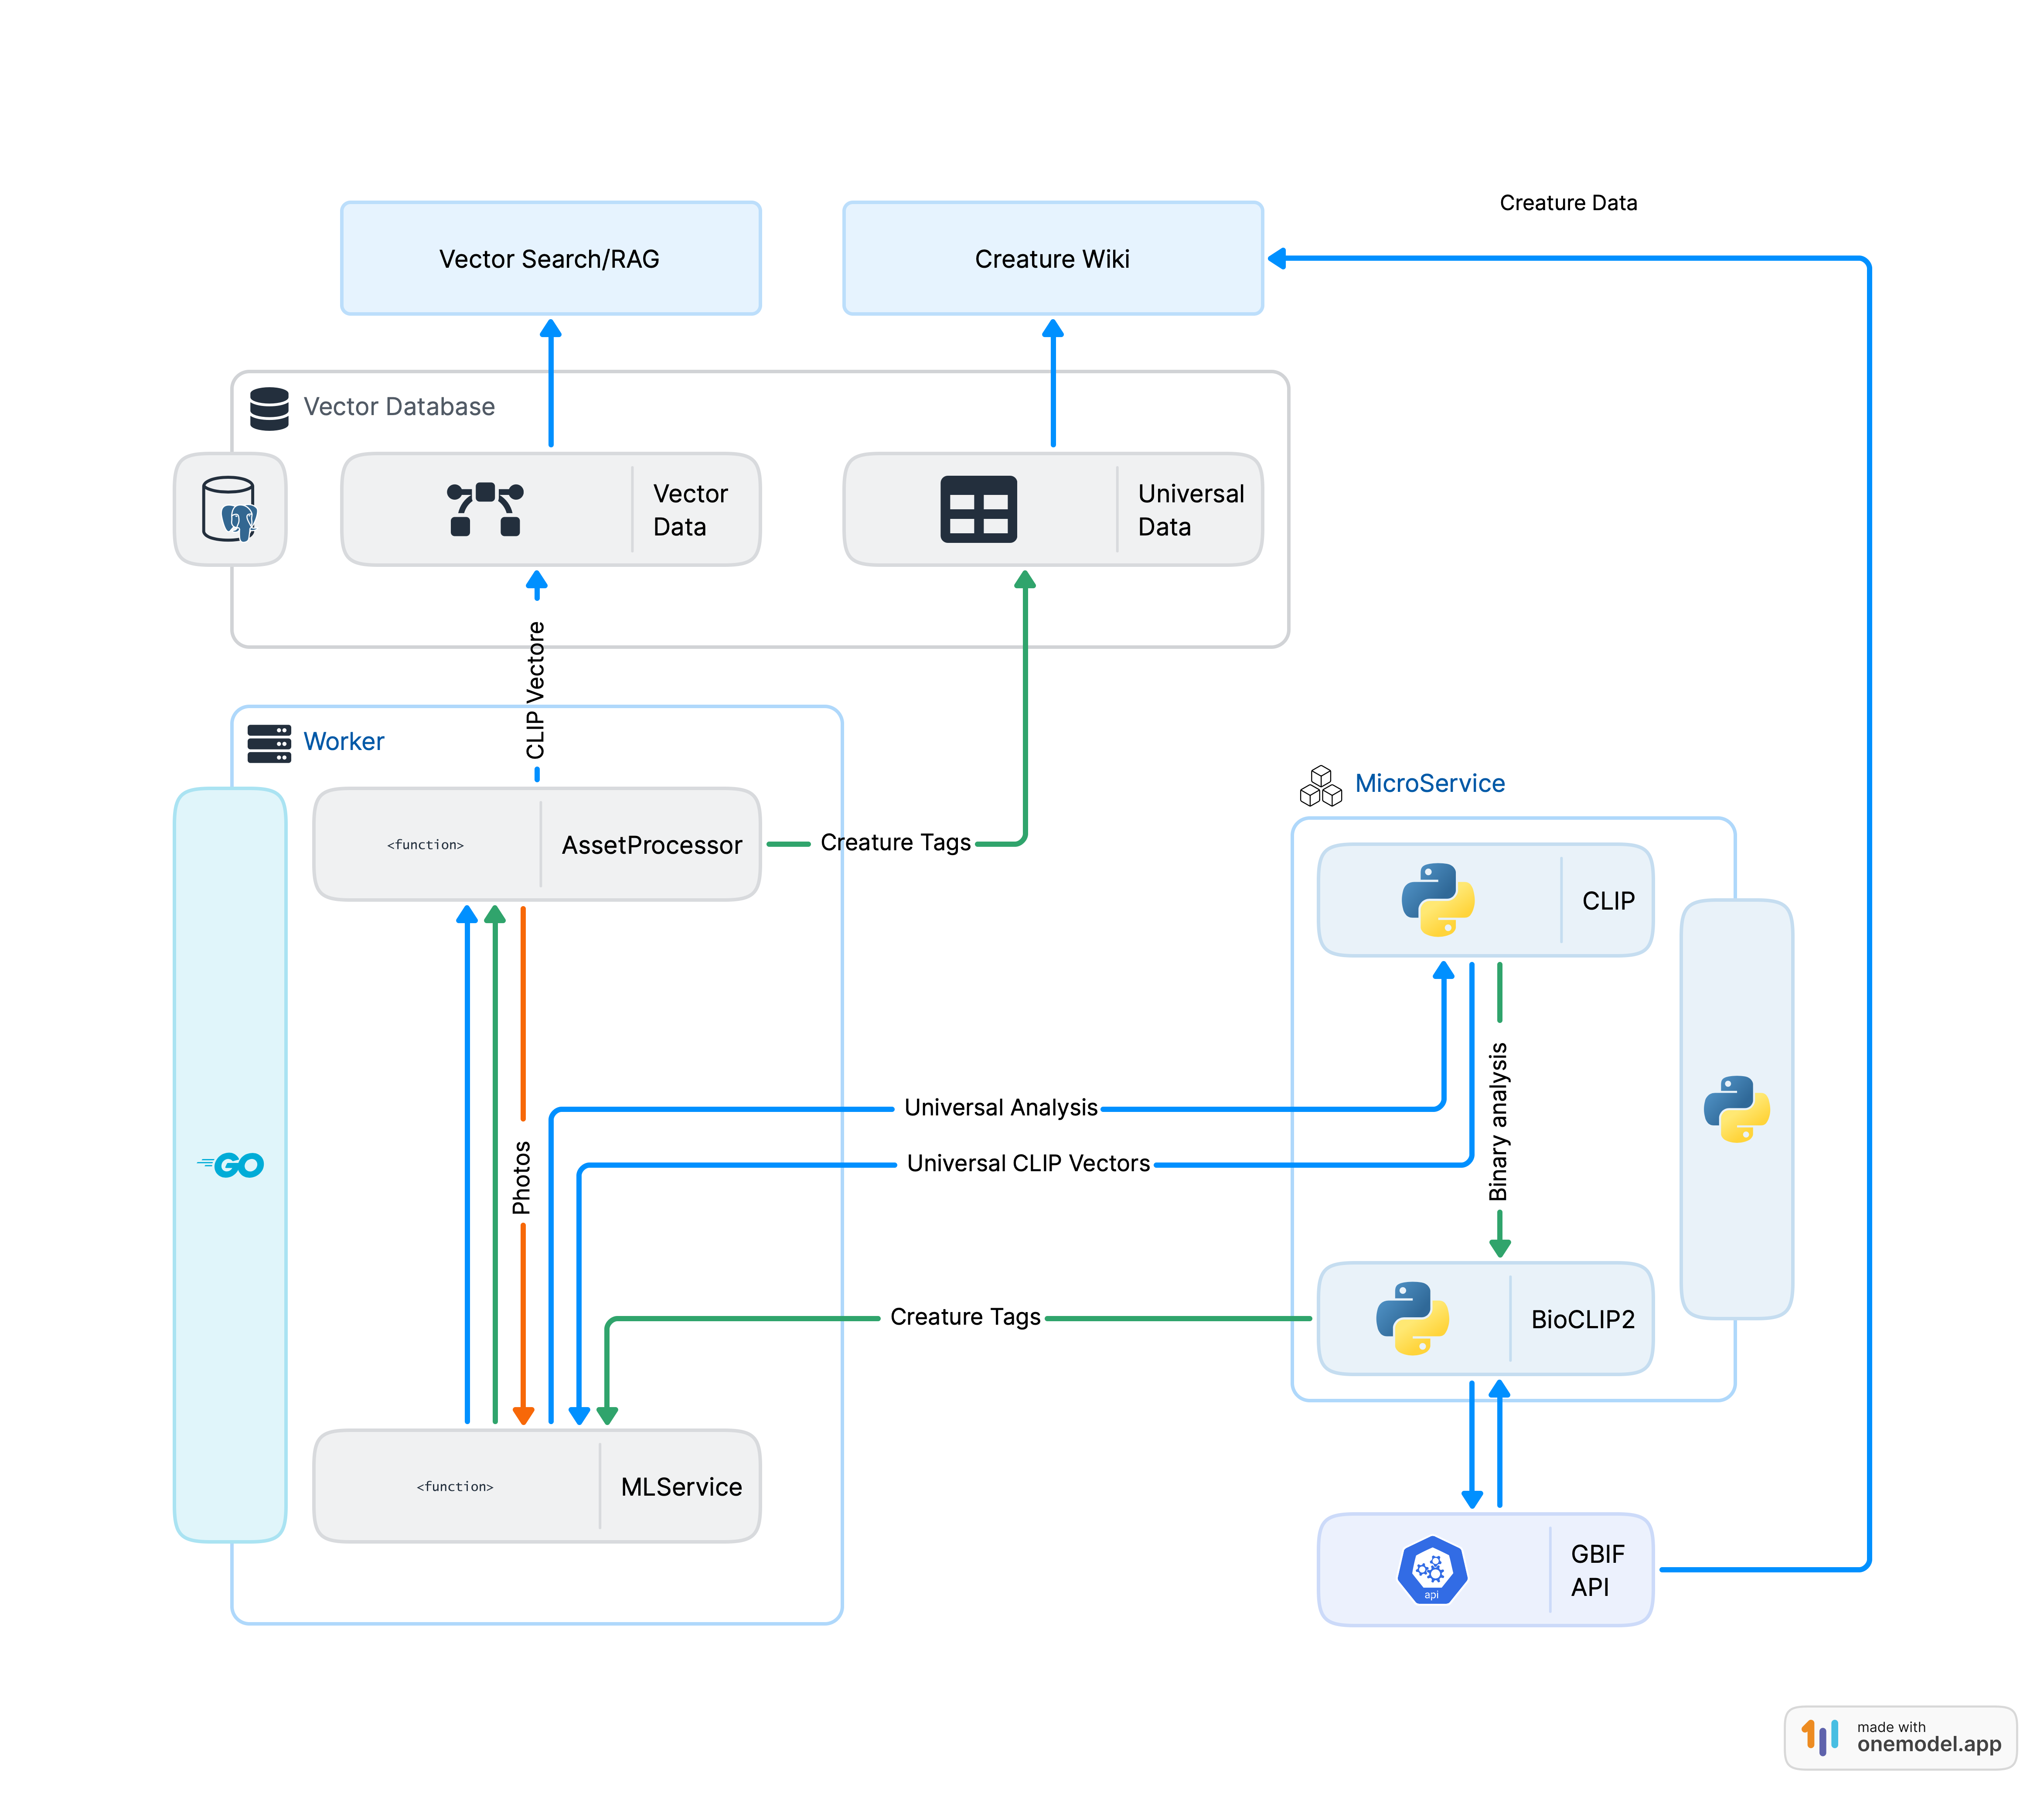 Creature Data
Vector Search/RAG
Creature Wiki
Vector Database
Vector
Data
Universal
Data
CLIP Vectore
Worker
<function>
AssetProcessor
Creature Tags
MicroService
CLIP
Universal Analysis
Binary analysis
Universal CLIP Vectors
Photos
GO
Creature Tags
BioCLIP2
<function>
MLService
GBIF
API
api
made with
onemodel.app